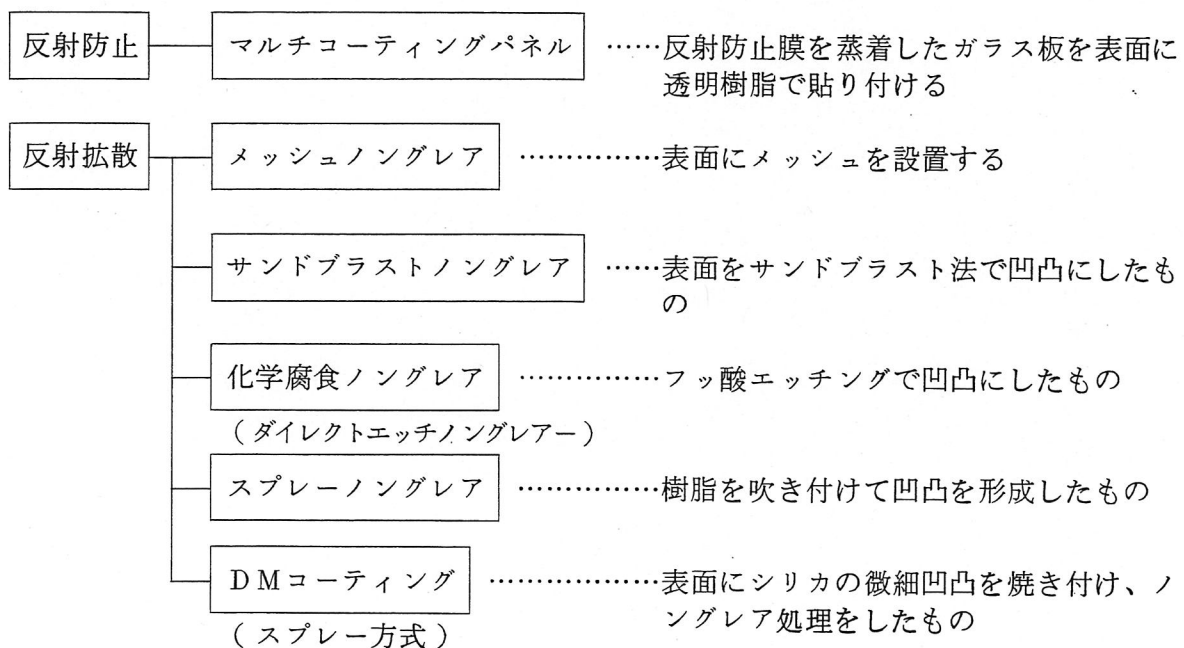 反射防止 マルチコーティングパネル ……反射防止膜を蒸着したガラス板を表面に
透明樹脂で貼り付ける
反射拡散 メッシュノングレア ……………表面にメッシュを設置する
サンドブラストノングレア ……表面をサンドブラスト法で凹凸にしたも
の
化学腐食ノングレア ……………フッ酸エッチングで凹凸にしたもの
(ダイレクトエッチノングレアー)
スプレーノングレア ……………樹脂を吹き付けて凹凸を形成したもの
DMコーティング ………………表面にシリカの微細凹凸を焼き付け、ノ
ングレア処理をしたもの
(スプレー方式)